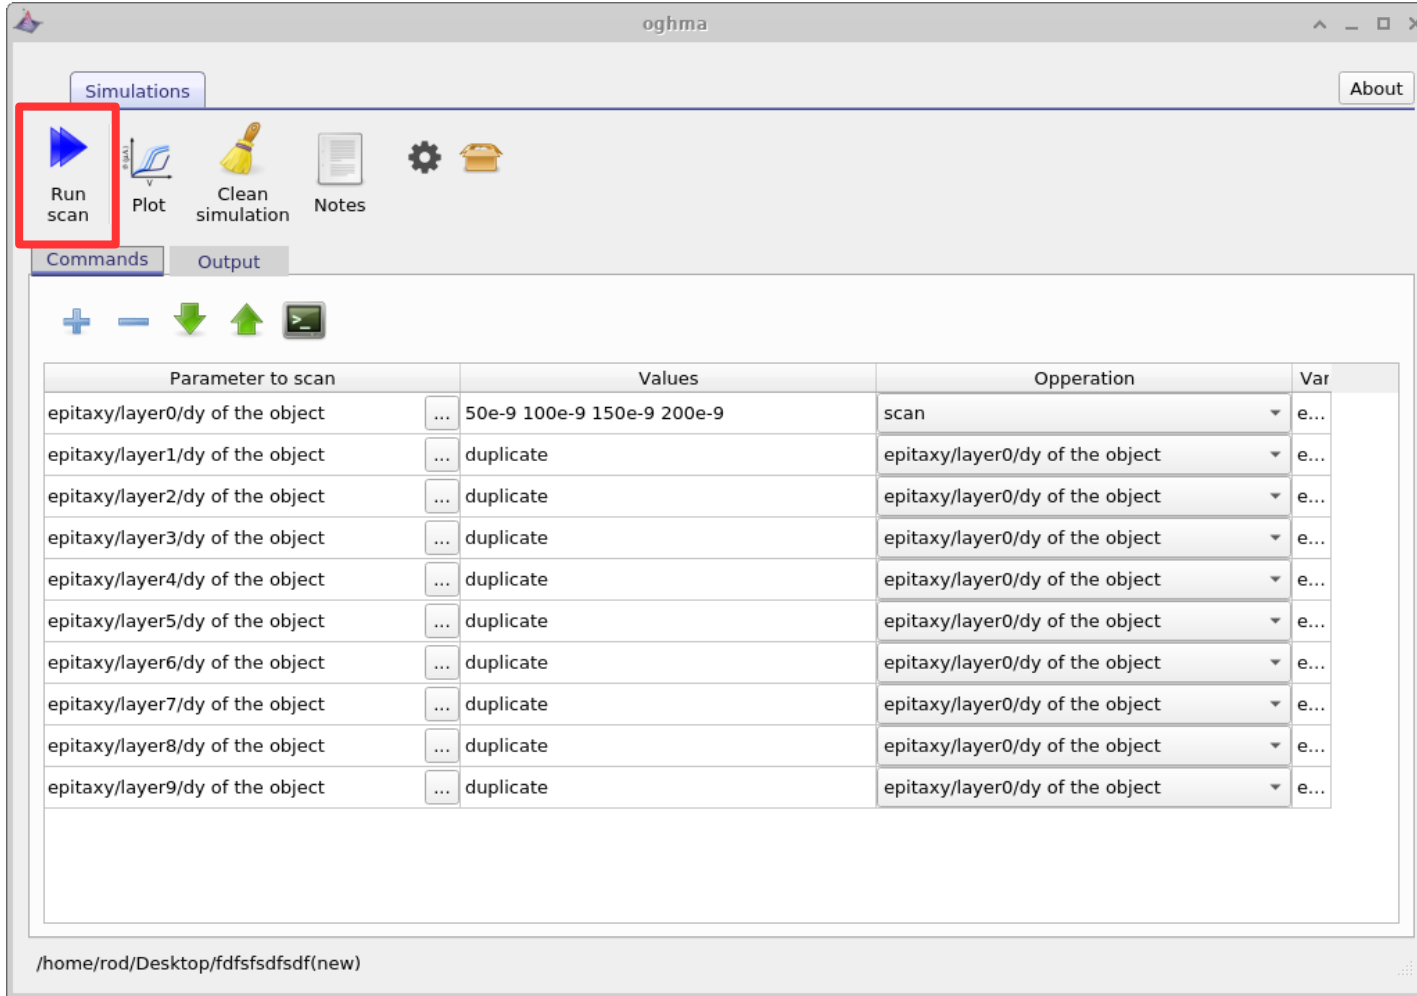 oghma
Simulations
About
Run
scan
Plot
Clean
simulation
Notes
Commands
Output
Parameter to scan Values Opperation Var
epitaxy/layer0/dy of the object ... 50e-9 100e-9 150e-9 200e-9 scan e...
epitaxy/layer1/dy of the object ... duplicate epitaxy/layer0/dy of the object e...
epitaxy/layer2/dy of the object ... duplicate epitaxy/layer0/dy of the object e...
epitaxy/layer3/dy of the object ... duplicate epitaxy/layer0/dy of the object e...
epitaxy/layer4/dy of the object ... duplicate epitaxy/layer0/dy of the object e...
epitaxy/layer5/dy of the object ... duplicate epitaxy/layer0/dy of the object e...
epitaxy/layer6/dy of the object ... duplicate epitaxy/layer0/dy of the object e...
epitaxy/layer7/dy of the object ... duplicate epitaxy/layer0/dy of the object e...
epitaxy/layer8/dy of the object ... duplicate epitaxy/layer0/dy of the object e...
epitaxy/layer9/dy of the object ... duplicate epitaxy/layer0/dy of the object e...
/home/rod/Desktop/fdfsfsdfsdf(new)